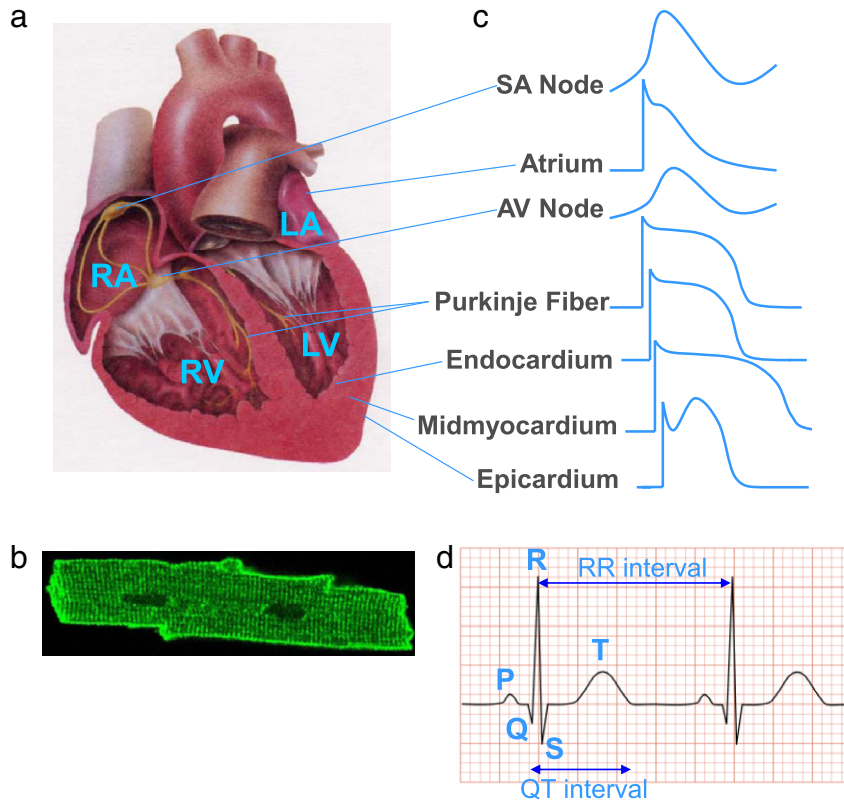 a
c
SA Node
Atrium
AV Node
LA
RA
Purkinje Fiber
LV
RV
Endocardium
Midmyocardium
Epicardium
b
d
R
RR interval
T
P
Q
S
QT interval